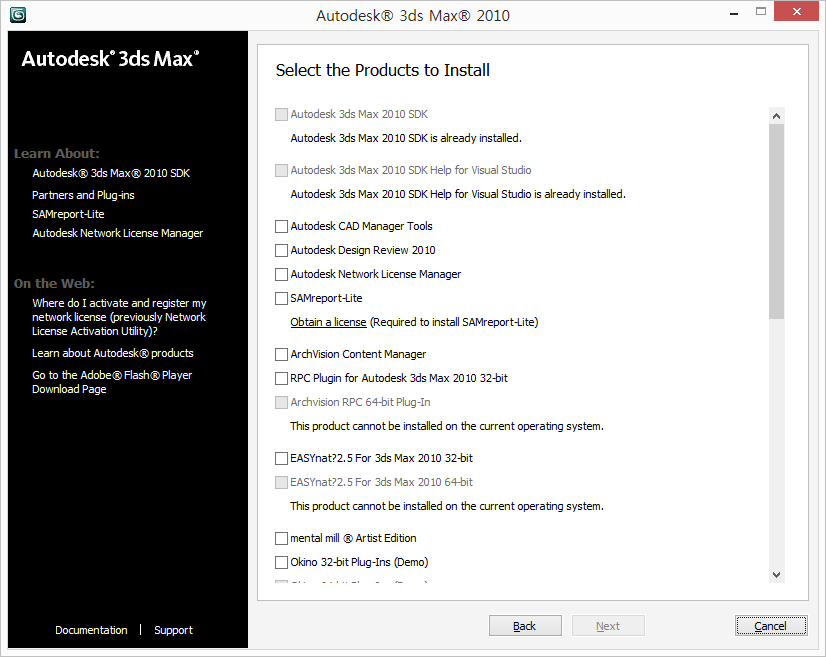 Autodesk® 3ds Max® 2010
Autodesk® 3ds Max®
Learn About:
Autodesk® 3ds Max® 2010 SDK
Partners and Plug-ins
SAMreport-Lite
Autodesk Network License Manager
On the Web:
Where do I activate and register my
network license (previously Network
License Activation Utility)?
Learn about Autodesk® products
Go to the Adobe® Flash® Player
Download Page
Documentation | Support
Select the Products to Install
Autodesk 3ds Max 2010 SDK
Autodesk 3ds Max 2010 SDK is already installed.
Autodesk 3ds Max 2010 SDK Help for Visual Studio
Autodesk 3ds Max 2010 SDK Help for Visual Studio is already installed.
Autodesk CAD Manager Tools
Autodesk Design Review 2010
Autodesk Network License Manager
SAMreport-Lite
Obtain a license (Required to install SAMreport-Lite)
ArchVision Content Manager
RPC Plugin for Autodesk 3ds Max 2010 32-bit
Archvision RPC 64-bit Plug-In
This product cannot be installed on the current operating system.
EASYnat?2.5 For 3ds Max 2010 32-bit
EASYnat?2.5 For 3ds Max 2010 64-bit
This product cannot be installed on the current operating system.
mental mill ® Artist Edition
Okino 32-bit Plug-Ins (Demo)
Back
Next
Cancel